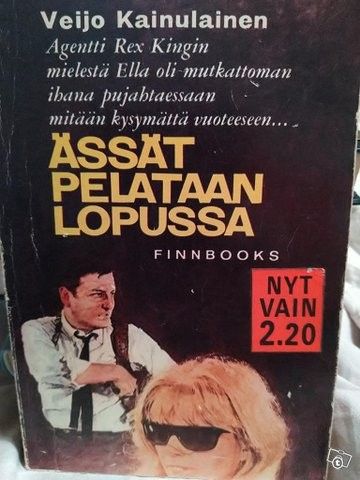 Veijo Kainulainen
Agentti Rex Kingin
mielestä Ella oli mutkattoman
ihana pujahtaessaan
mitään kysymättä vuoteeseen...
ÄSSÄT
PELATAAN
LOPUSSA
FINNBOOKS
NYT
VAIN
2.20